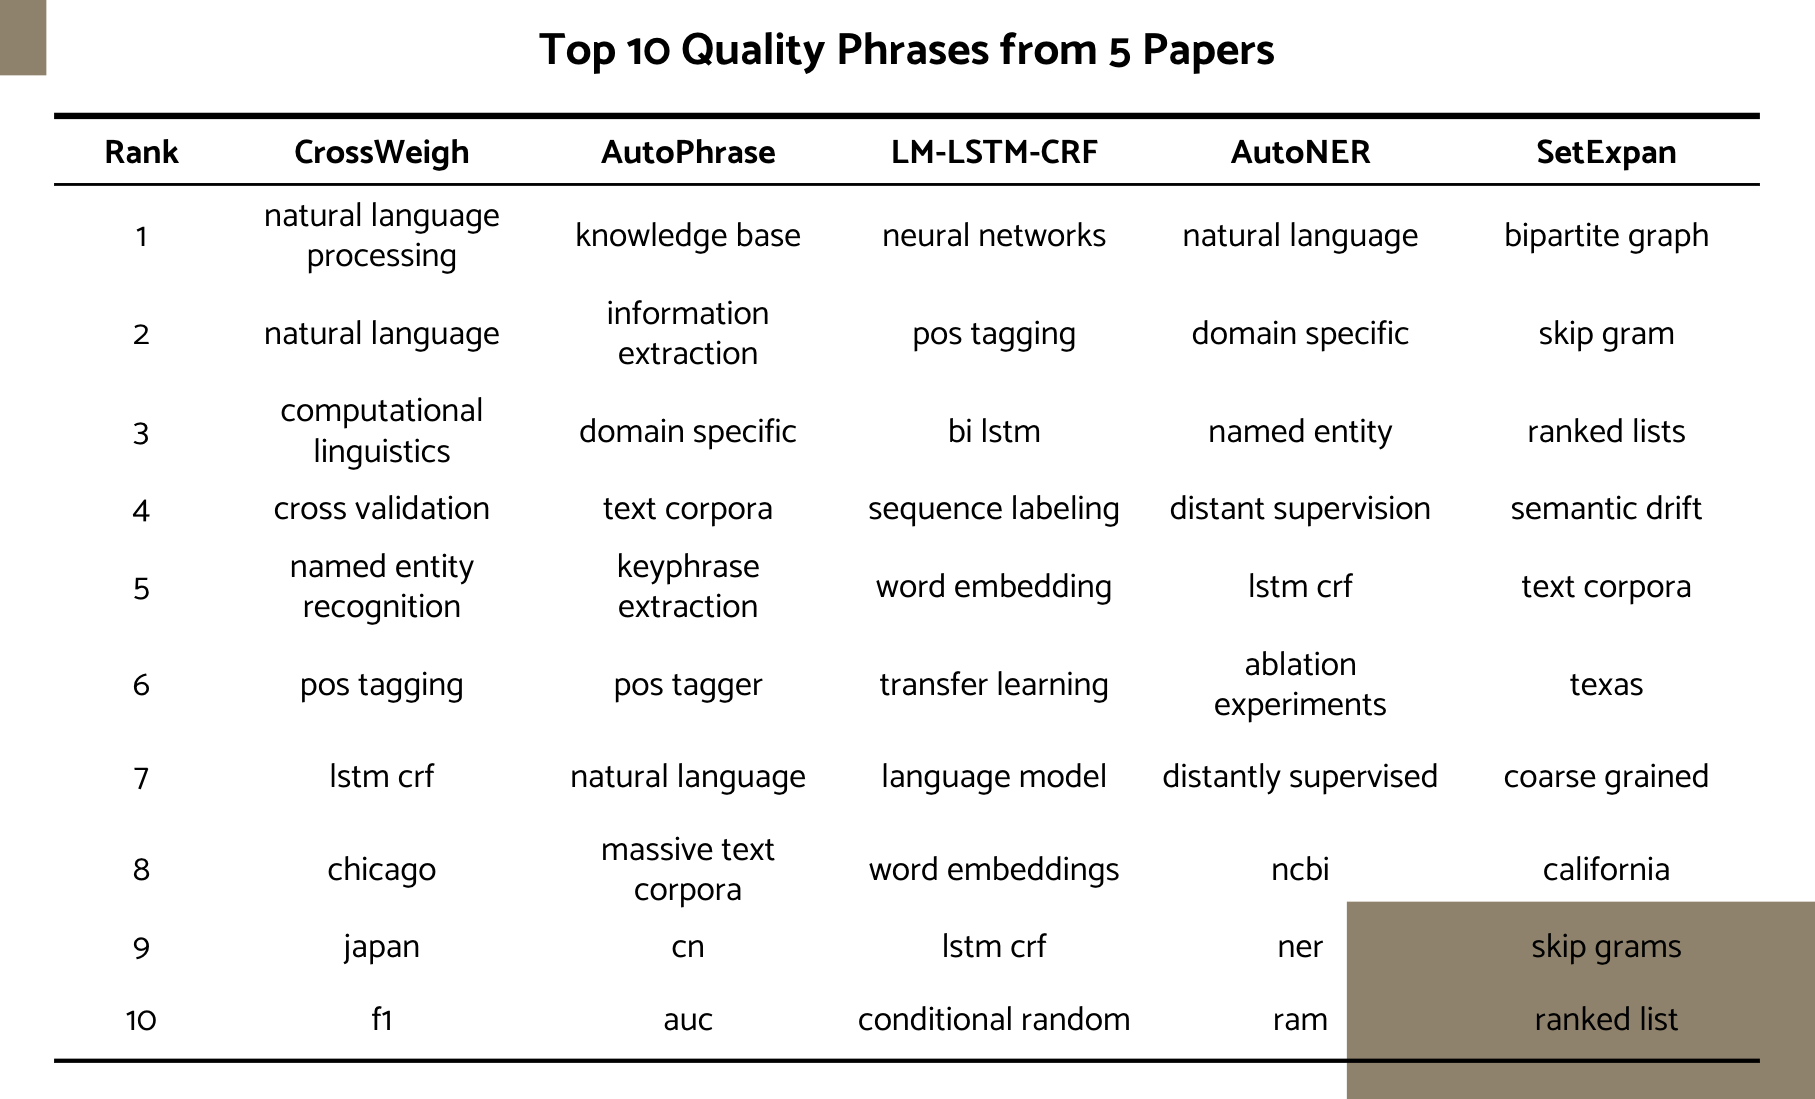 Top 10 Quality Phrases from 5 Papers
Rank CrossWeigh AutoPhrase LM-LSTM-CRF AutoNER SetExpan
1 natural language processing knowledge base neural networks natural language bipartite graph
2 natural language information extraction pos tagging domain specific skip gram
3 computational linguistics domain specific bi lstm named entity ranked lists
4 cross validation text corpora sequence labeling distant supervision semantic drift
5 named entity recognition keyphrase extraction word embedding lstm crf text corpora
6 pos tagging pos tagger transfer learning ablation experiments texas
7 lstm crf natural language language model distantly supervised coarse grained
8 chicago massive text corpora word embeddings ncbi california
9 japan cn lstm crf ner skip grams
10 f1 auc conditional random ram ranked list